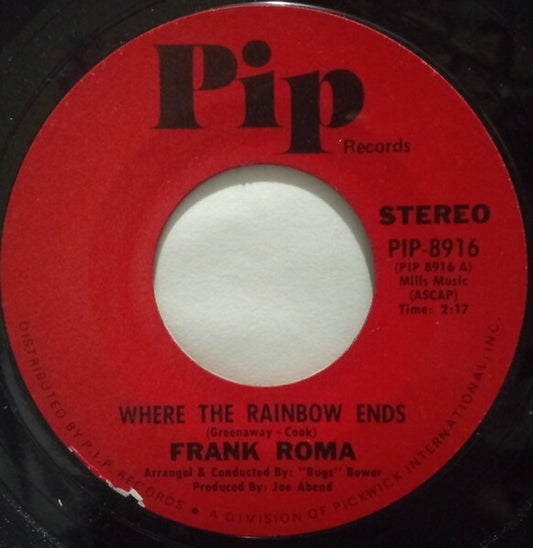 Pip
Records
STEREO
PIP-8916
(PIP 8916 A)
Mills Music
(ASCAP)
Time: 2:17
WHERE THE RAINBOW ENDS
(Greenaway - Cook)
FRANK ROMA
Arrangel & Conducted By: "Bugs" Bower
Produced By: Joe Abend
DISTRIBUTED BY P.I.P. RECORDS • A DIVISION OF PICKWICK INTERNATIONAL, INC.